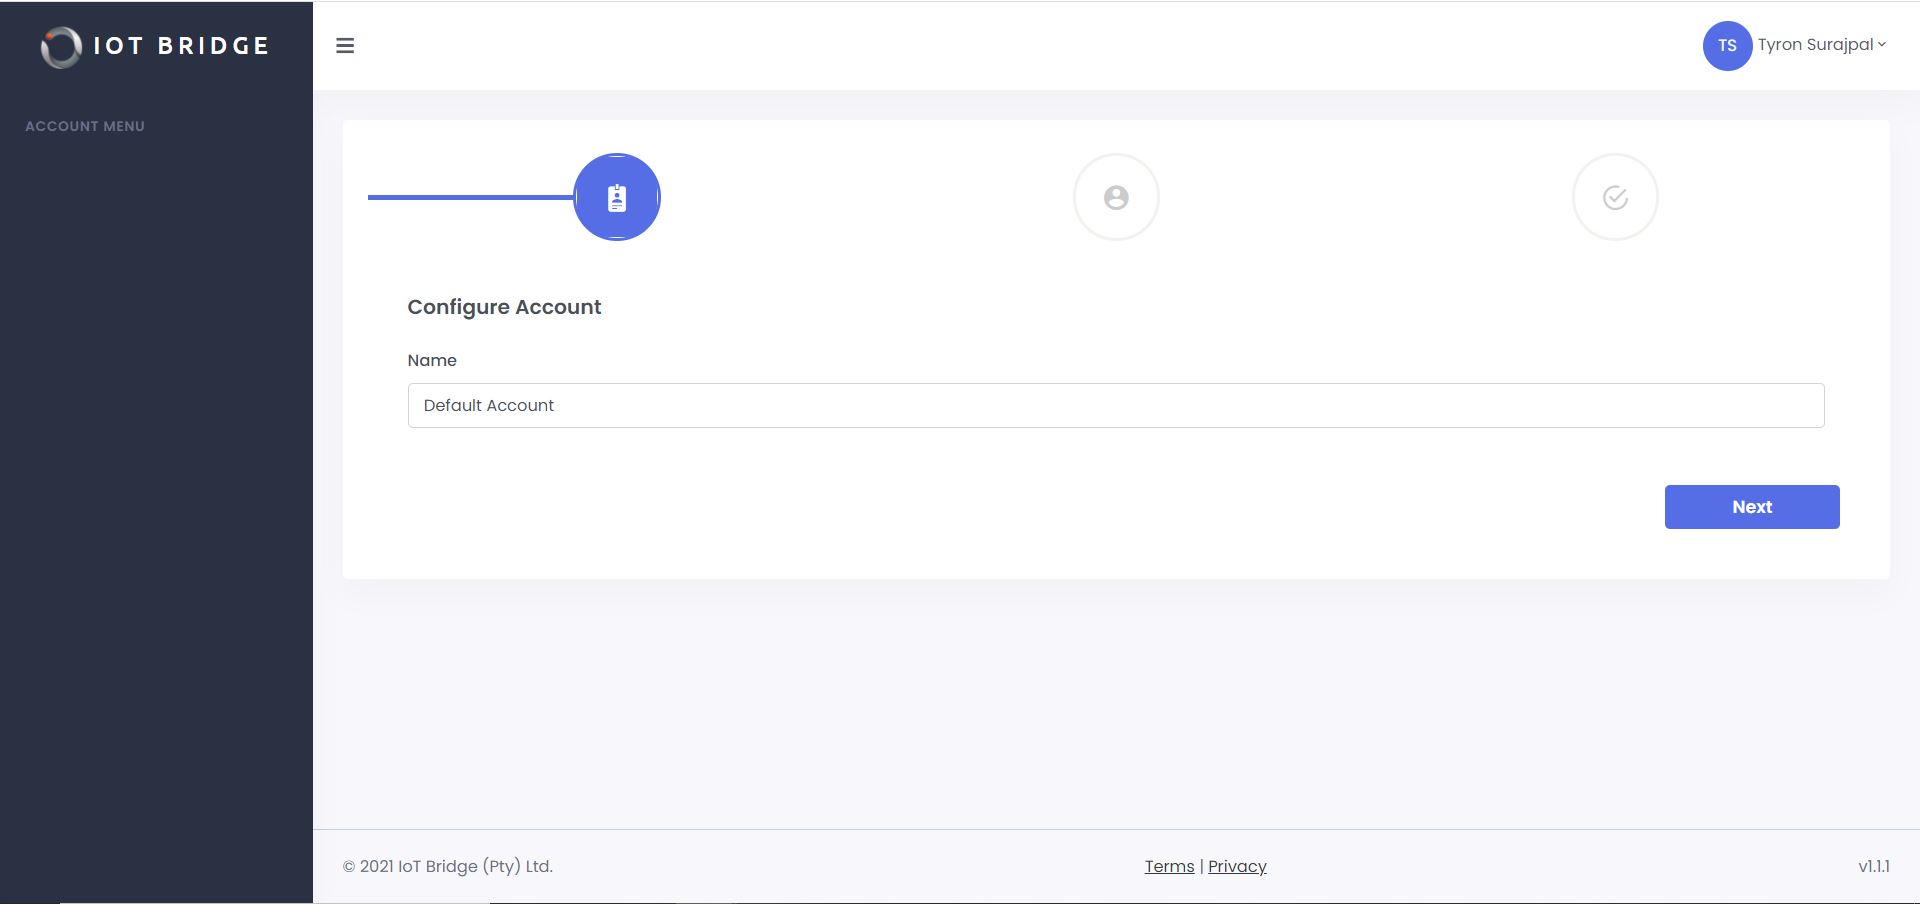 IOT BRIDGE
TS Tyron Surajpal
ACCOUNT MENU
Configure Account
Name
Default Account
Next
© 2021 IoT Bridge (Pty) Ltd.
Terms | Privacy
v1.1.1